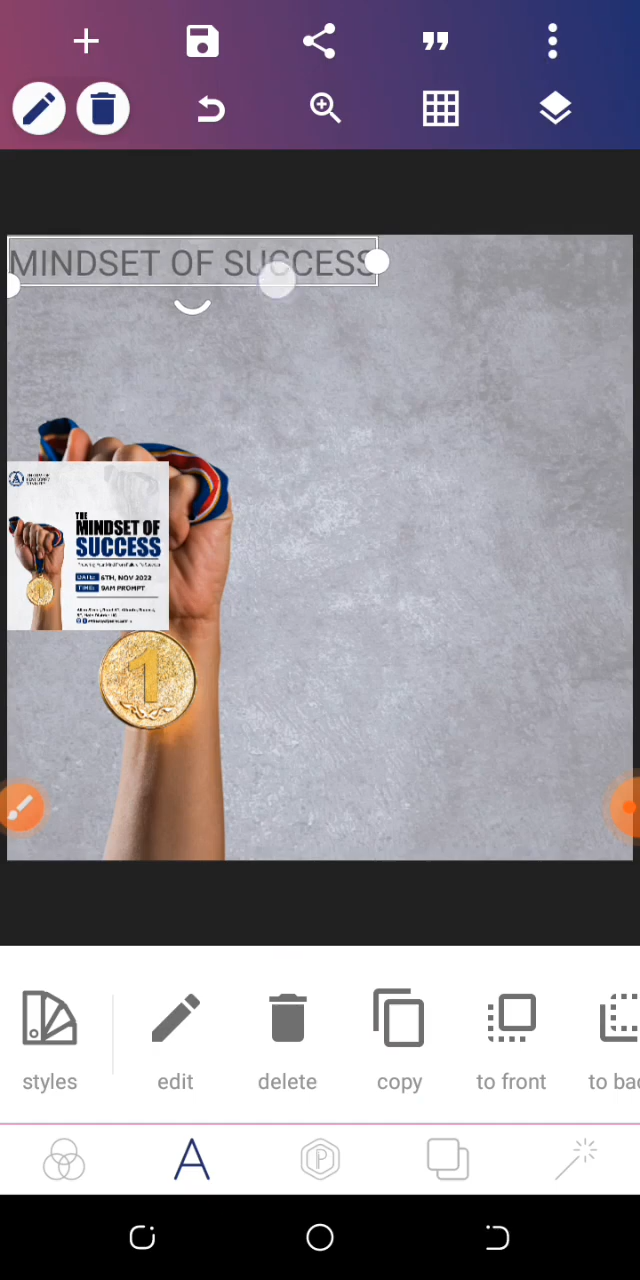 MINDSET OF SUCCESS
THE
MINDSET OF
SUCCESS
DATE: 6TH, NOV 2022
TIME: 9AM PROMPT
1
styles
edit
delete
copy
to front
to bac